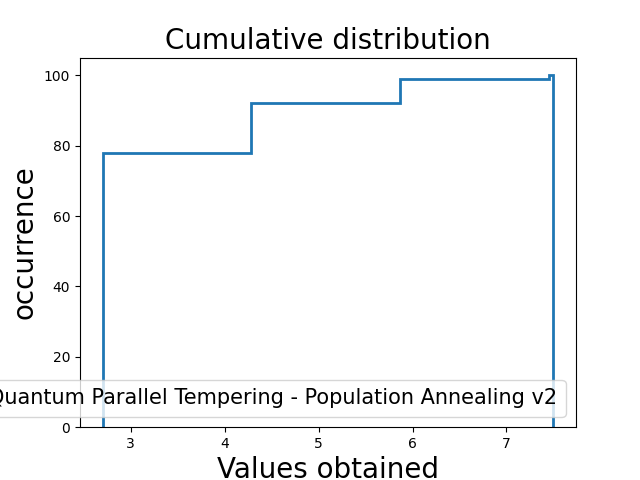 Cumulative distribution
occurrence
100
80
60
40
20
0
Quantum Parallel Tempering - Population Annealing v2
3 4 5 6 7
Values obtained